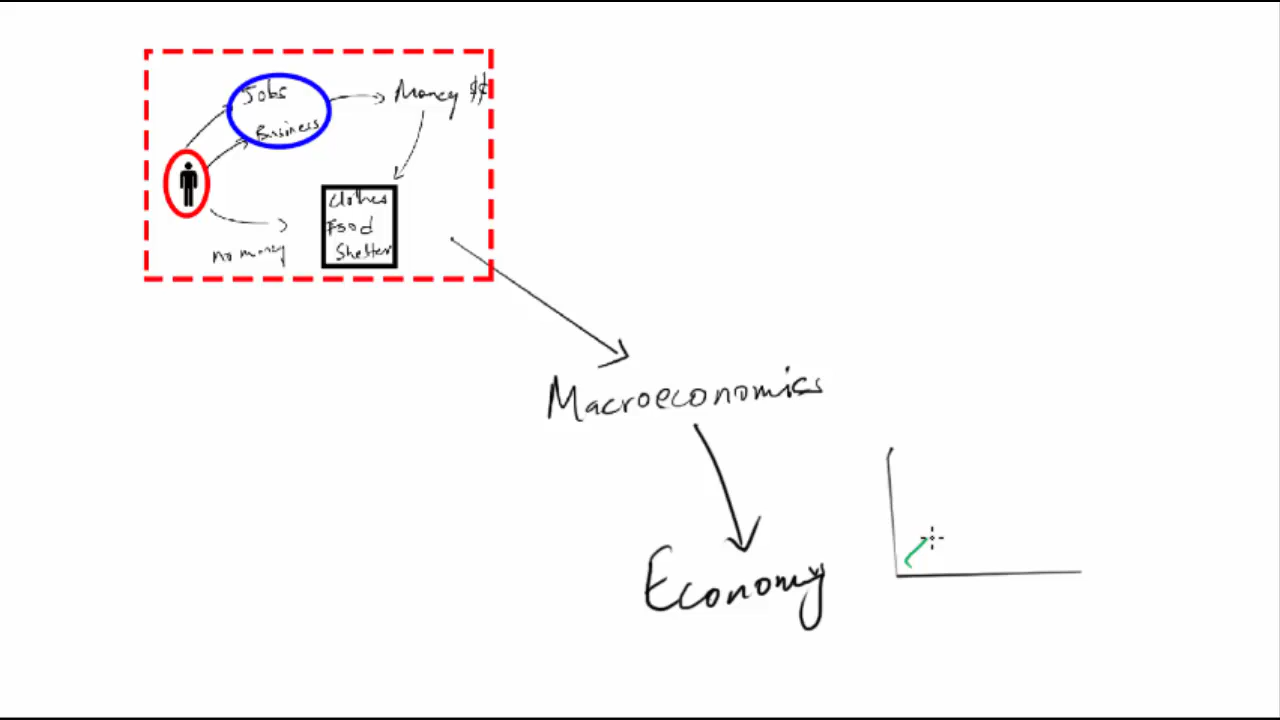 Jobs
Money $$
Business
Clothes
Food
Shelter
no money
Macroeconomics
Economy